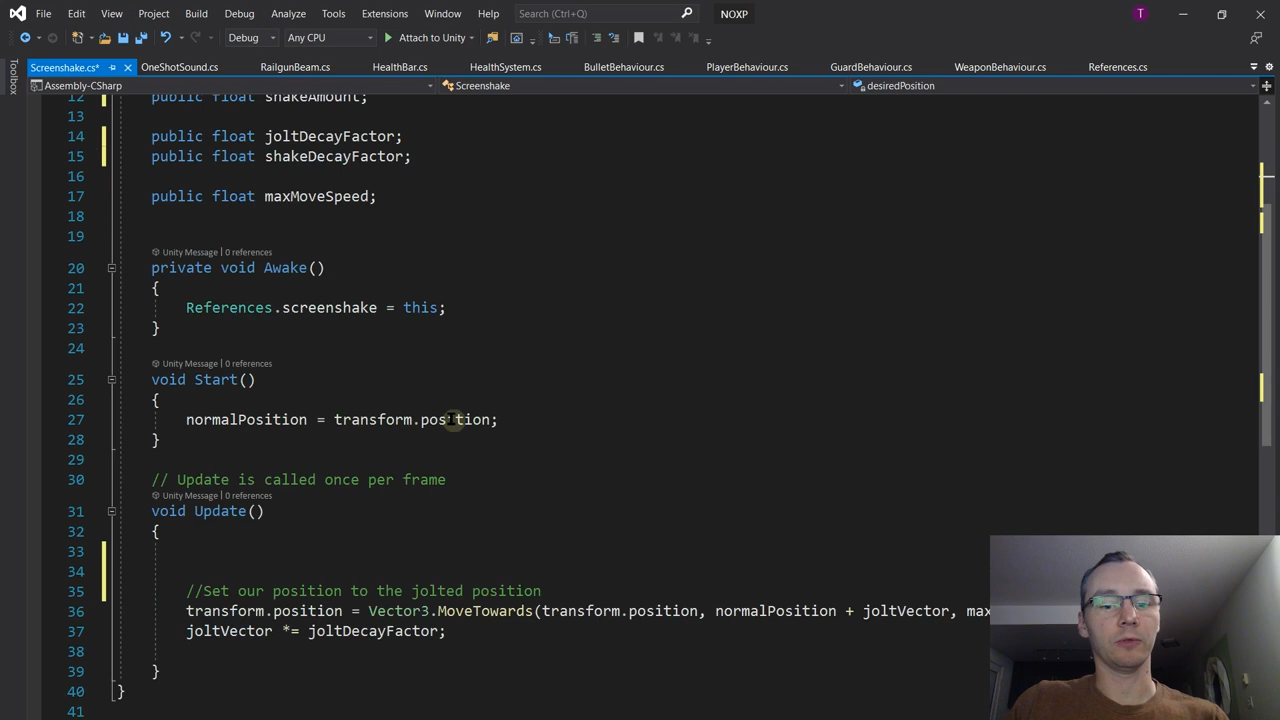 File Edit View Project Build Debug Analyze Tools Extensions Window Help Search (Ctrl+Q) NOXP T
Debug Any CPU Attach to Unity
Toolbox
Screenshake.cs* OneShotSound.cs RailgunBeam.cs HealthBar.cs HealthSystem.cs BulletBehaviour.cs PlayerBehaviour.cs GuardBehaviour.cs WeaponBehaviour.cs References.cs
Assembly-CSharp Screenshake desiredPosition
12 public float shakeAmount;
13
14 public float joltDecayFactor;
15 public float shakeDecayFactor;
16
17 public float maxMoveSpeed;
18
19
Unity Message | 0 references
20 private void Awake()
21 {
22 References.screenshake = this;
23 }
24
Unity Message | 0 references
25 void Start()
26 {
27 normalPosition = transform.position;
28 }
29
30 // Update is called once per frame
Unity Message | 0 references
31 void Update()
32 {
33
34
35 //Set our position to the jolted position
36 transform.position = Vector3.MoveTowards(transform.position, normalPosition + joltVector, max
37 joltVector *= joltDecayFactor;
38
39 }
40 }
41